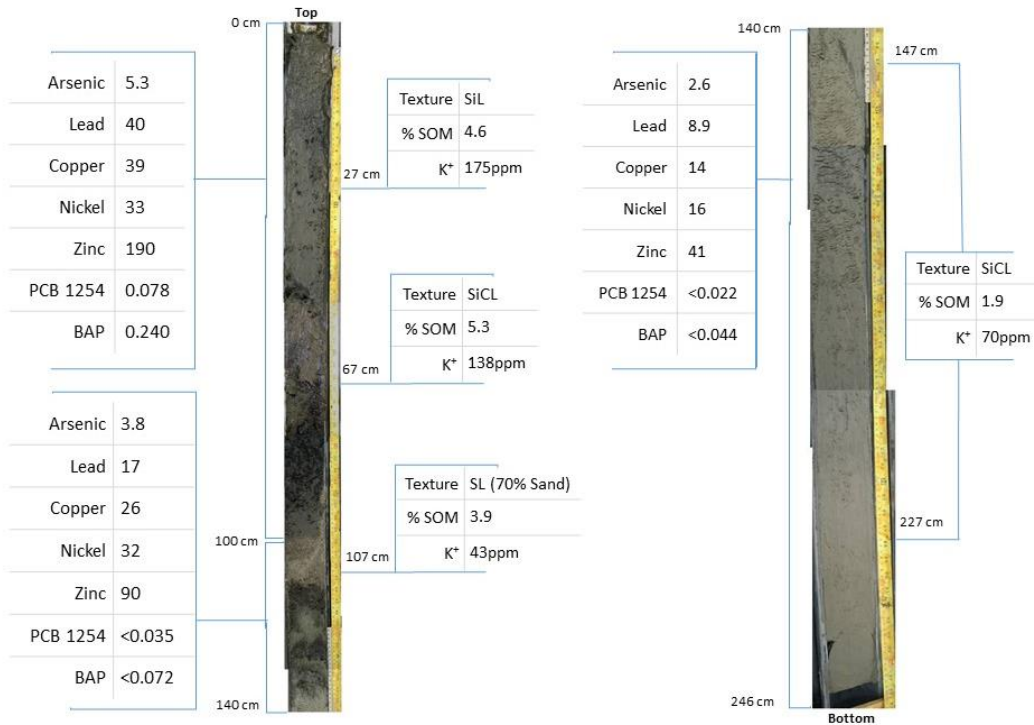 Top
0 cm
Arsenic 5.3
Lead 40
Copper 39
Nickel 33
Zinc 190
PCB 1254 0.078
BAP 0.240
Texture SiL
% SOM 4.6
K⁺ 175ppm
27 cm
Texture SiCL
% SOM 5.3
K⁺ 138ppm
67 cm
Arsenic 3.8
Lead 17
Copper 26
Nickel 32
Zinc 90
PCB 1254 <0.035
BAP <0.072
100 cm
Texture SL (70% Sand)
% SOM 3.9
K⁺ 43ppm
107 cm
140 cm
140 cm
147 cm
Arsenic 2.6
Lead 8.9
Copper 14
Nickel 16
Zinc 41
PCB 1254 <0.022
BAP <0.044
Texture SiCL
% SOM 1.9
K⁺ 70ppm
227 cm
246 cm
Bottom